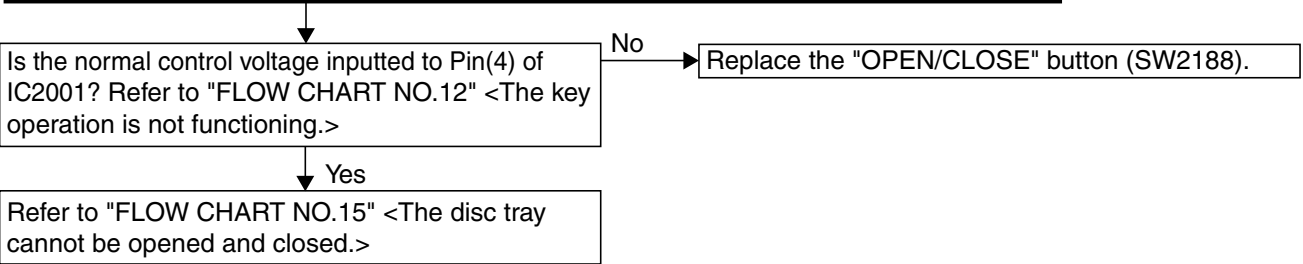 Is the normal control voltage inputted to Pin(4) of
IC2001? Refer to "FLOW CHART NO.12" <The key
operation is not functioning.>
No
Replace the "OPEN/CLOSE" button (SW2188).
Yes
Refer to "FLOW CHART NO.15" <The disc tray
cannot be opened and closed.>